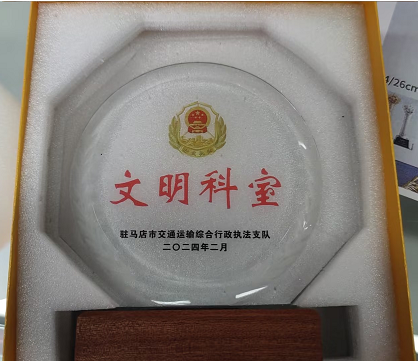 文明科室
驻马店市交通运输综合行政执法支队
二〇二四年二月
/26cm